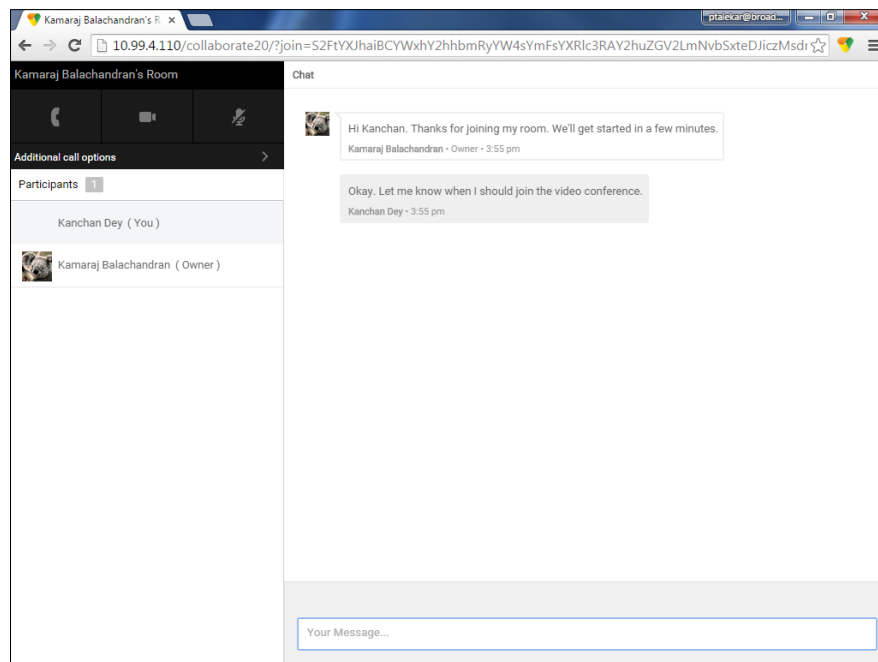 Kamaraj Balachandran's R
ptalekar@broad...
10.99.4.110/collaborate20/?join=S2FtYXJhaiBCYWxhY2hhbmRyYW4sYmFsYXRlc3RAY2huZGV2LmNvbSxteDJiczMsdr
Kamaraj Balachandran's Room
Additional call options
Participants 1
Kanchan Dey ( You )
Kamaraj Balachandran ( Owner )
Chat
Hi Kanchan. Thanks for joining my room. We'll get started in a few minutes.
Kamaraj Balachandran • Owner • 3:55 pm
Okay. Let me know when I should join the video conference.
Kanchan Dey • 3:55 pm
Your Message...